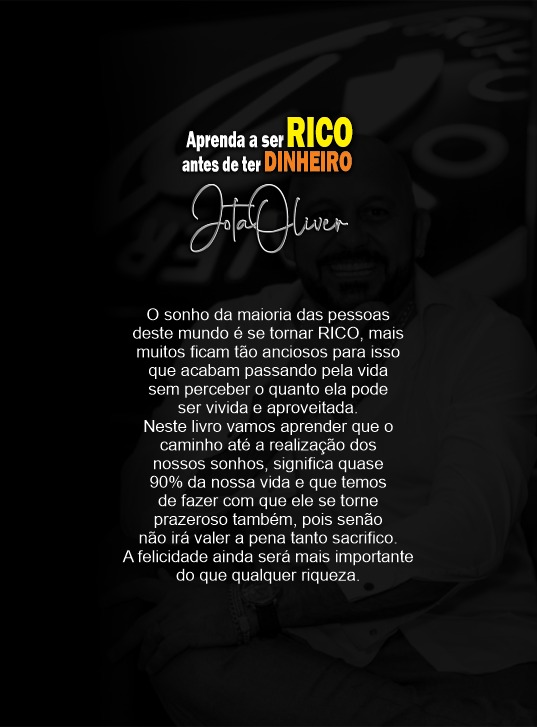 Aprenda a ser RICO
antes de ter DINHEIRO
Jota Oliver
O sonho da maioria das pessoas
deste mundo é se tornar RICO, mais
muitos ficam tão anciosos para isso
que acabam passando pela vida
sem perceber o quanto ela pode
ser vivida e aproveitada.
Neste livro vamos aprender que o
caminho até a realização dos
nossos sonhos, significa quase
90% da nossa vida e que temos
de fazer com que ele se torne
prazeroso também, pois senão
não irá valer a pena tanto sacrifico.
A felicidade ainda será mais importante
do que qualquer riqueza.